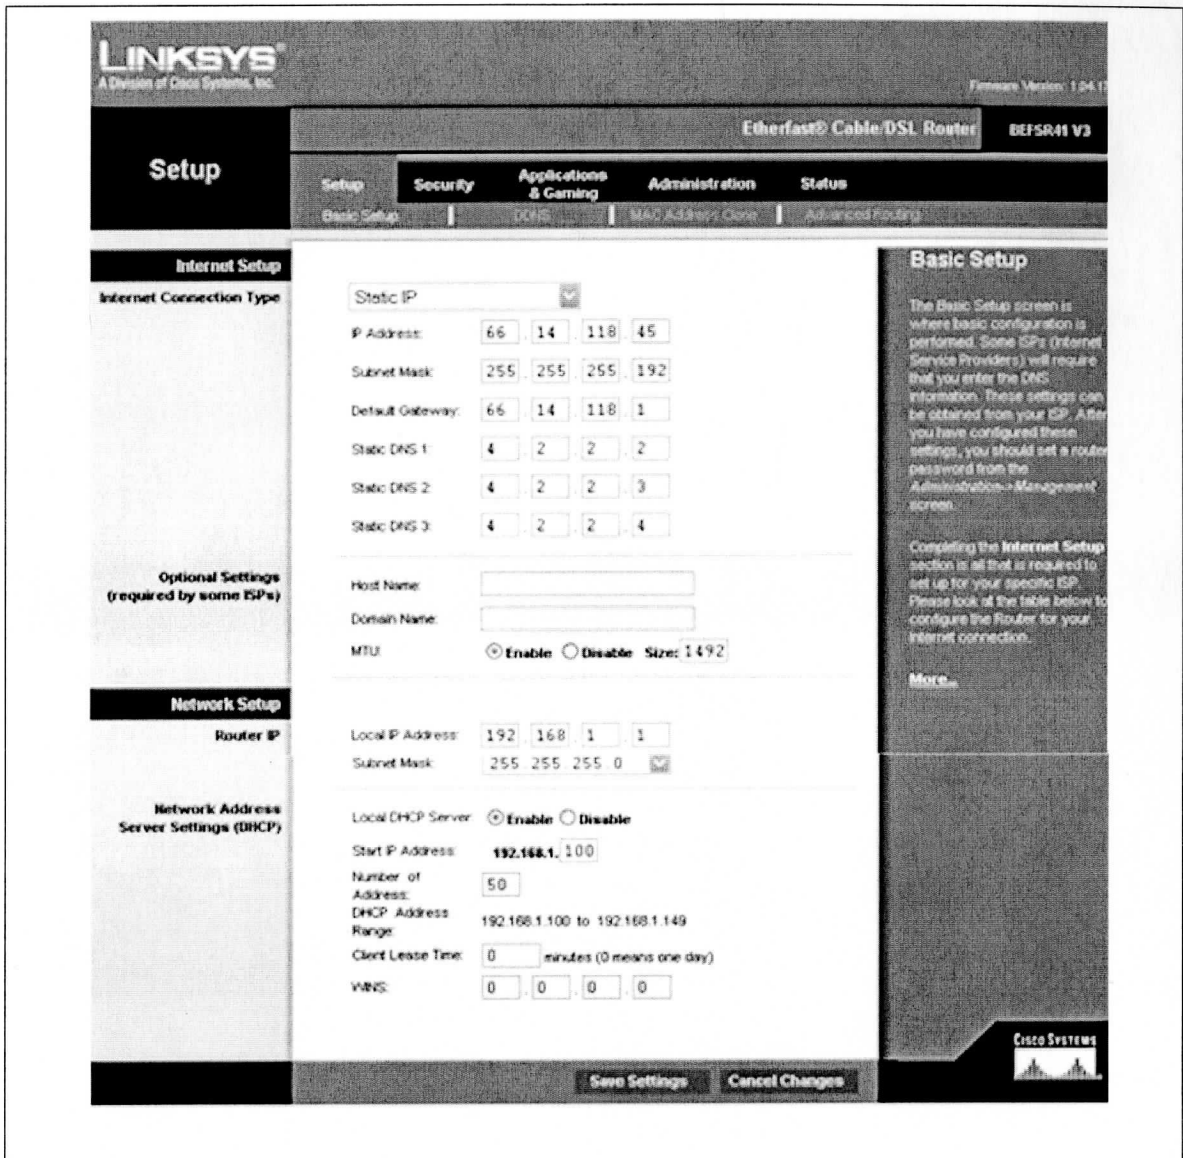 LINKSYS®
A Division of Cisco Systems, Inc.
Firmware Version: 1.04.1
Etherfast® Cable/DSL Router
BEFSR41 V3
Setup
Setup
Security
Applications & Gaming
Administration
Status
Basic Setup
DDNS
MAC Address Clone
Advanced Routing
Internet Setup
Internet Connection Type
Static IP
IP Address: 66 . 14 . 118 . 45
Subnet Mask: 255 . 255 . 255 . 192
Default Gateway: 66 . 14 . 118 . 1
Static DNS 1: 4 . 2 . 2 . 2
Static DNS 2: 4 . 2 . 2 . 3
Static DNS 3: 4 . 2 . 2 . 4
Optional Settings
(required by some ISPs)
Host Name:
Domain Name:
MTU: Enable Disable Size: 1492
Network Setup
Router IP
Local IP Address: 192 . 168 . 1 . 1
Subnet Mask: 255 . 255 . 255 . 0
Network Address
Server Settings (DHCP)
Local DHCP Server: Enable Disable
Start IP Address: 192.168.1. 100
Number of
Address: 50
DHCP Address
Range: 192.168.1.100 to 192.168.1.149
Client Lease Time: 0 minutes (0 means one day)
WINS: 0 . 0 . 0 . 0
Basic Setup
The Basic Setup screen is
where basic configuration is
performed. Some ISPs (Internet
Service Providers) will require
that you enter the DNS
information. These settings can
be obtained from your ISP. After
you have configured these
settings, you should set a router
password from the
Administration->Management
screen.
Completing the Internet Setup
section is all that is required to
set up for your specific ISP.
Please look at the table below to
configure the Router for your
internet connection.
More...
CISCO SYSTEMS
Save Settings
Cancel Changes